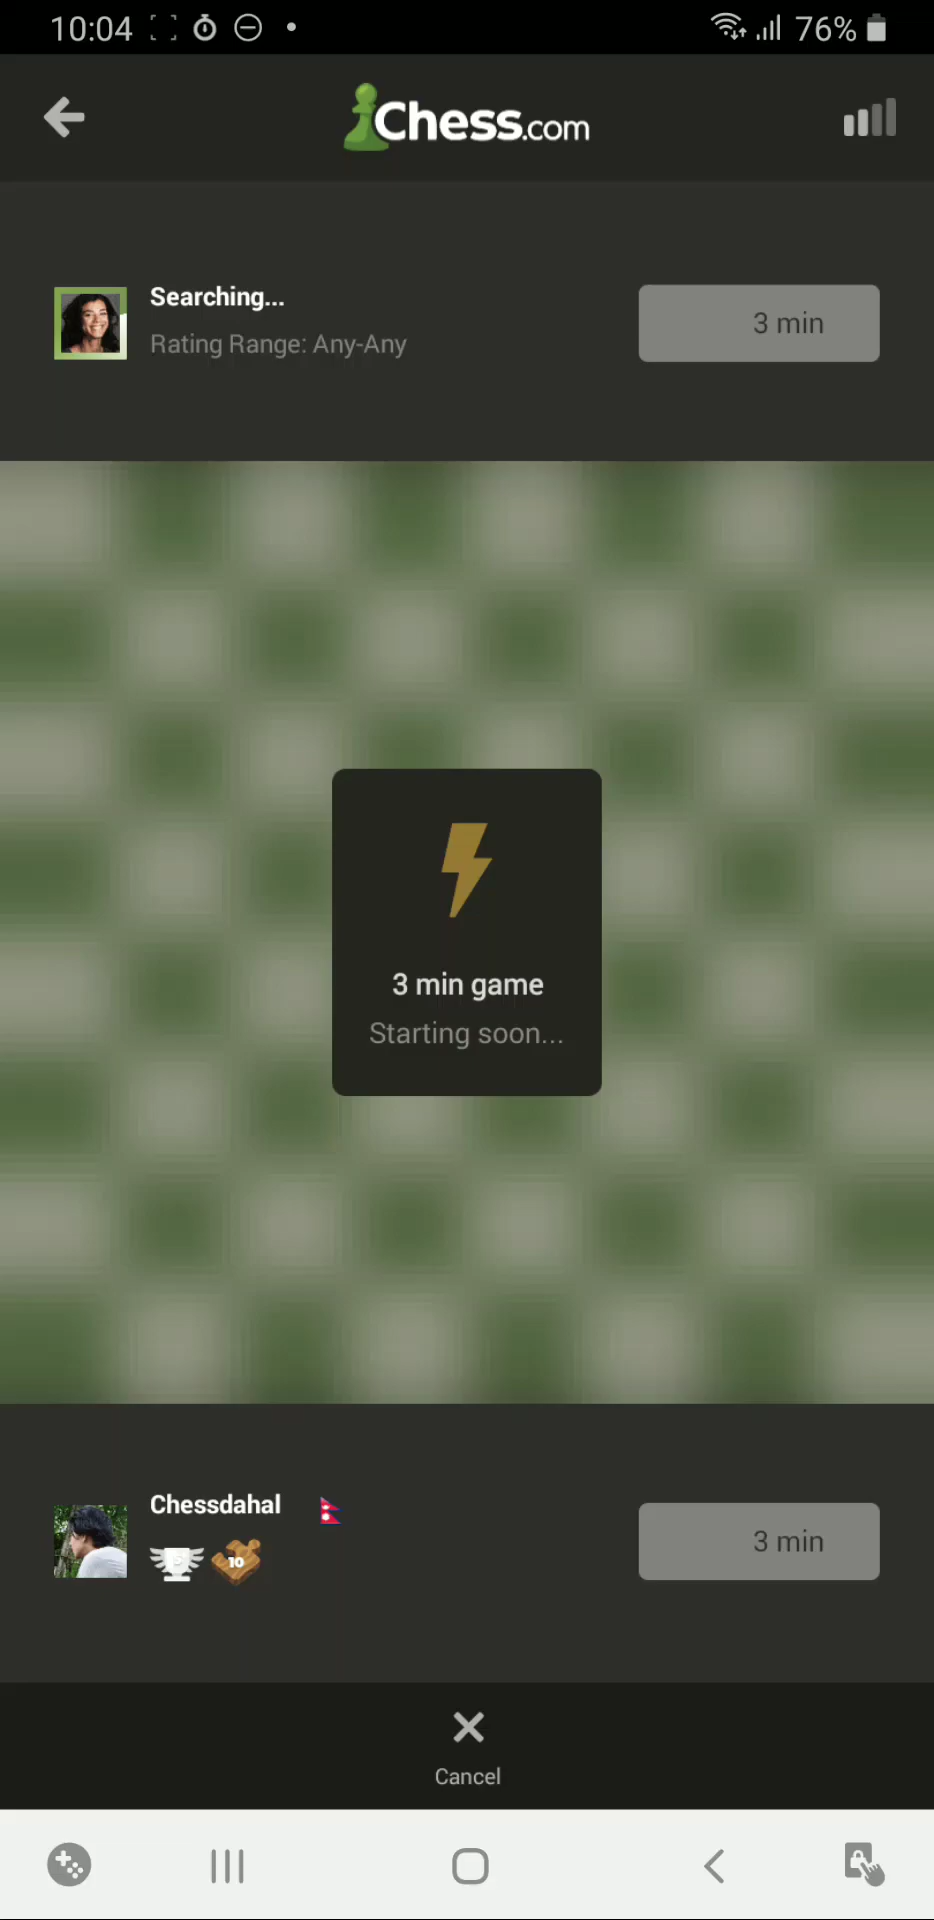 10:04
76%
Chess.com
Searching...
Rating Range: Any-Any
3 min
3 min game
Starting soon...
Chessdahal
3 min
10
Cancel